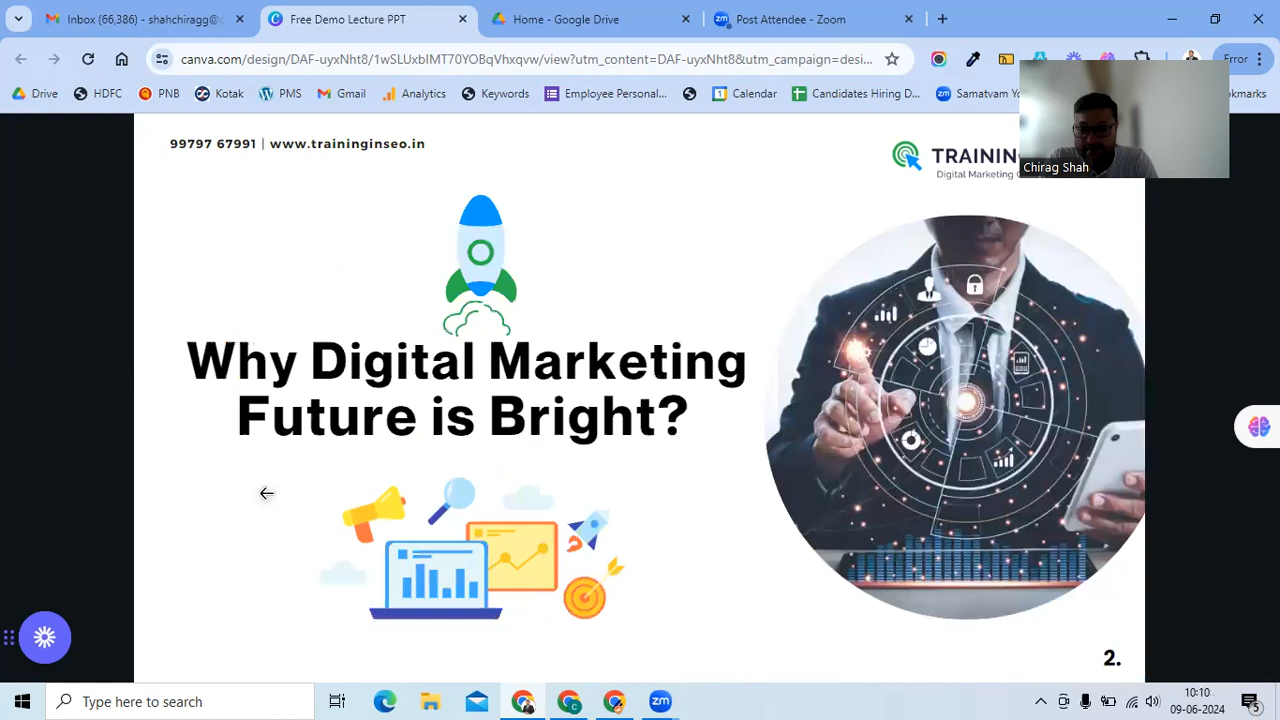 Inbox (66,386) - shahchiragg@g
Free Demo Lecture PPT
Home - Google Drive
Post Attendee - Zoom
canva.com/design/DAF-uyxNht8/1wSLUxbIMT70YOBqVhxqvw/view?utm_content=DAF-uyxNht8&utm_campaign=desi...
Error
Drive
HDFC
PNB
Kotak
PMS
Gmail
Analytics
Keywords
Employee Personal...
Calendar
Candidates Hiring D...
Samatvam Yo
okmarks
99797 67991 | www.traininginseo.in
TRAININ
Digital Marketing C
Chirag Shah
Why Digital Marketing
Future is Bright?
2.
Type here to search
10:10
09-06-2024
5